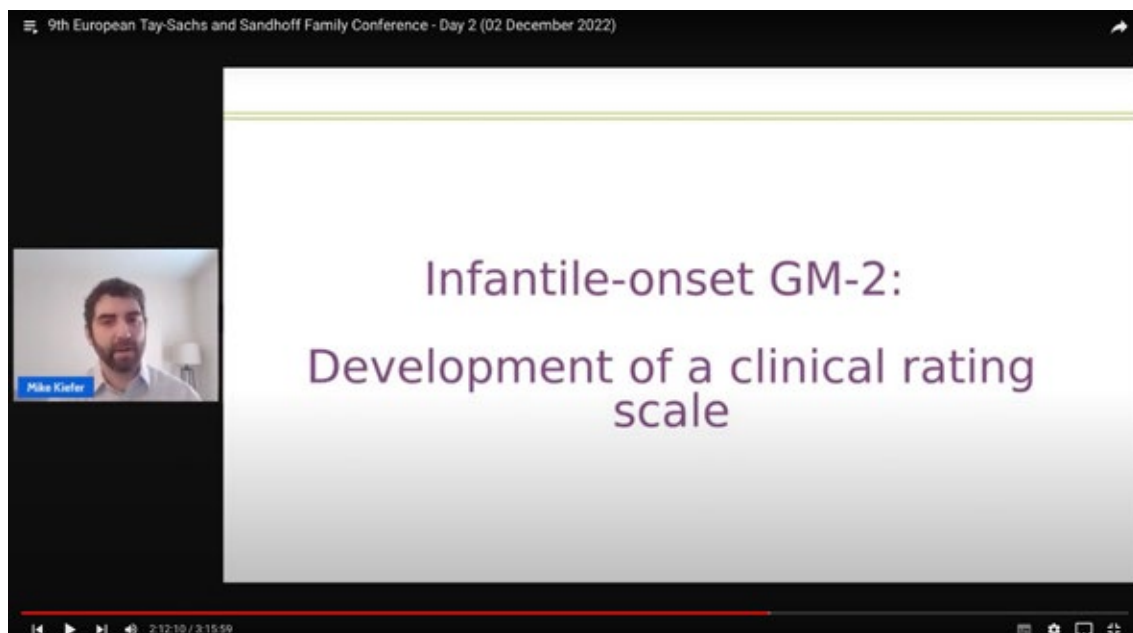 9th European Tay-Sachs and Sandhoff Family Conference - Day 2 (02 December 2022)
Infantile-onset GM-2:
Development of a clinical rating
scale
Mike Kiefer
2:12:10 / 3:15:59